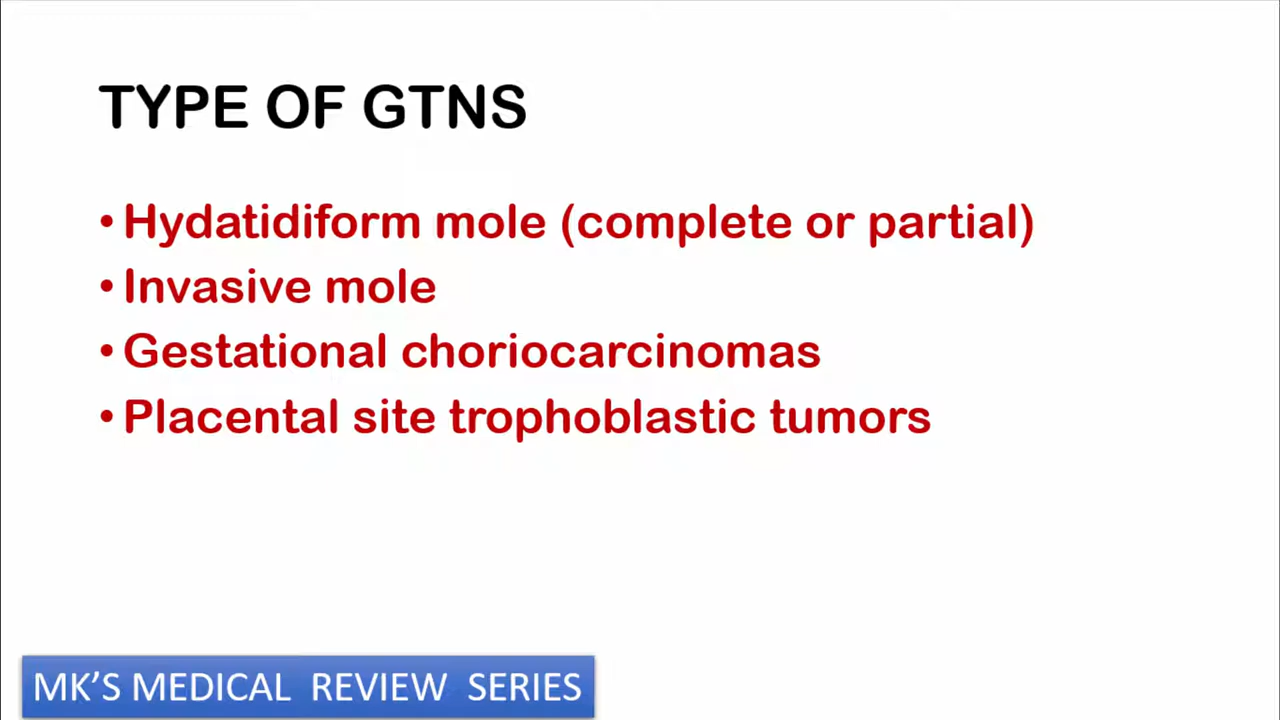 TYPE OF GTNS
• Hydatidiform mole (complete or partial)
• Invasive mole
• Gestational choriocarcinomas
• Placental site trophoblastic tumors
MK’S MEDICAL REVIEW SERIES